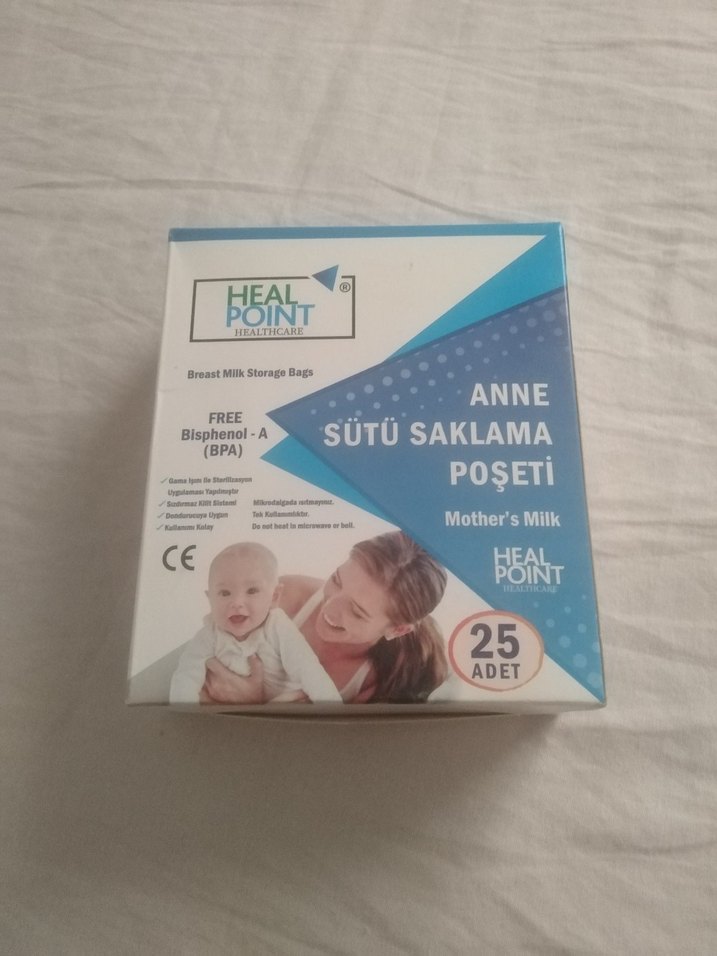 HEAL
POINT
HEALTHCARE
®
Breast Milk Storage Bags
FREE
Bisphenol - A
(BPA)
Gama Işını ile Sterilizasyon
Uygulaması Yapılmıştır
Sızdırmaz Kilit Sistemi
Dondurucuya Uygun
Kullanımı Kolay
Mikrodalgada ısıtmayınız.
Tek Kullanımlıktır.
Do not heat in microwave or boil.
CE
ANNE
SÜTÜ SAKLAMA
POŞETİ
Mother's Milk
HEAL
POINT
HEALTHCARE
25
ADET